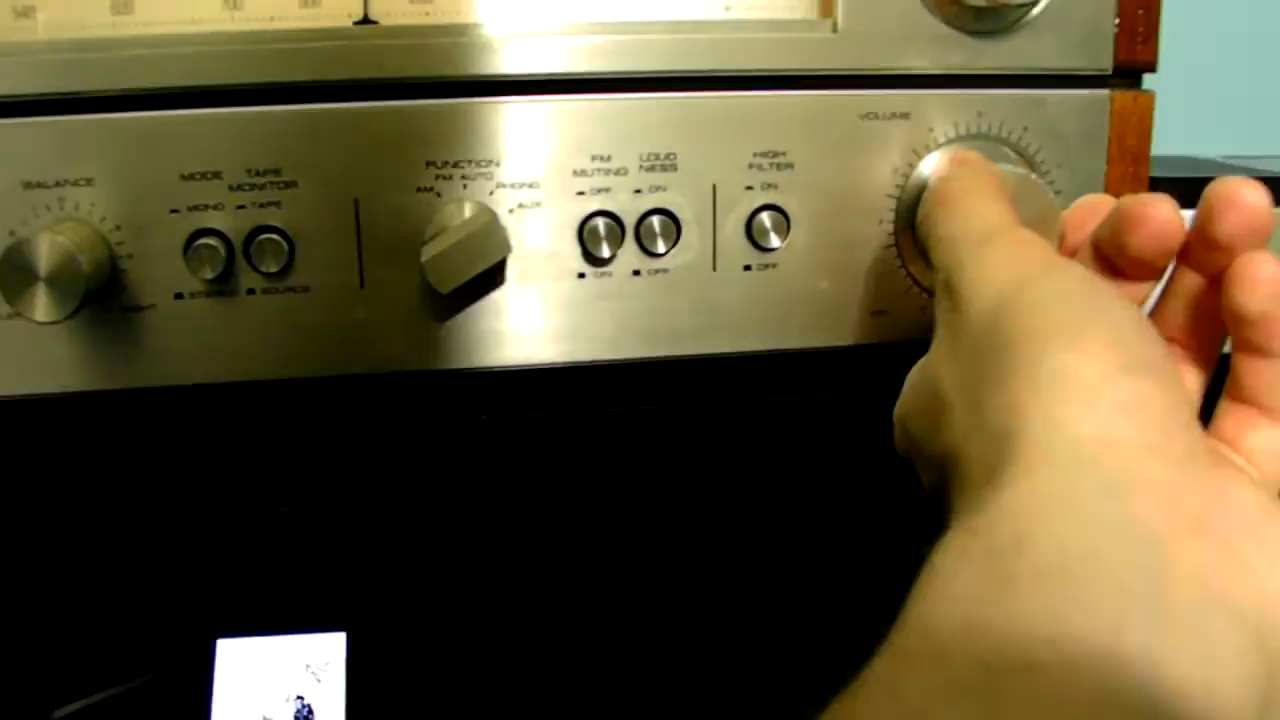 VOLUME
BALANCE
MODE
TAPE
MONITOR
MONO
TAPE
STEREO
SOURCE
FUNCTION
FM AUTO
AM
PHONO
AUX
FM
MUTING
OFF
ON
LOUD
NESS
ON
OFF
HIGH
FILTER
ON
OFF